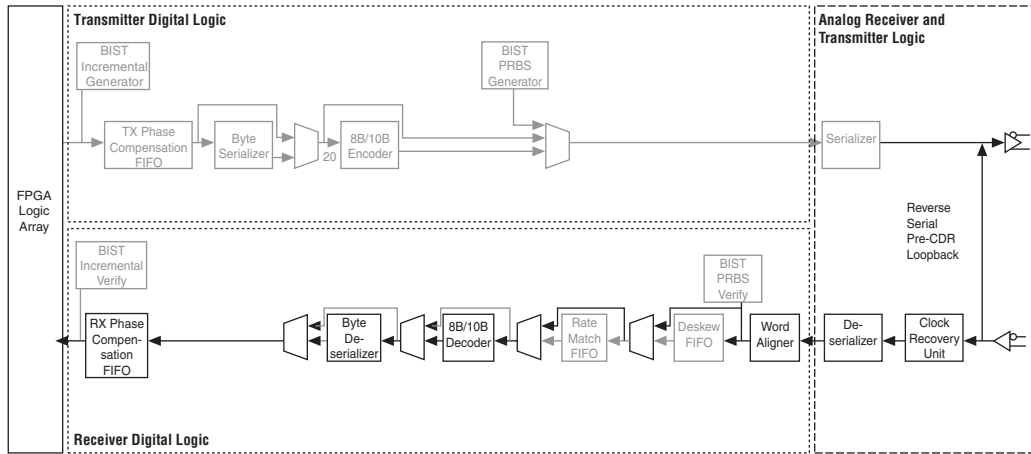 Transmitter Digital Logic
Analog Receiver and
Transmitter Logic
BIST
Incremental
Generator
BIST
PRBS
Generator
TX Phase
Compensation
FIFO
Byte
Serializer
20
8B/10B
Encoder
Serializer
FPGA
Logic
Array
Reverse
Serial
Pre-CDR
Loopback
BIST
Incremental
Verify
BIST
PRBS
Verify
RX Phase
Compen-
sation
FIFO
Byte
De-
serializer
8B/10B
Decoder
Rate
Match
FIFO
Deskew
FIFO
Word
Aligner
De-
serializer
Clock
Recovery
Unit
Receiver Digital Logic